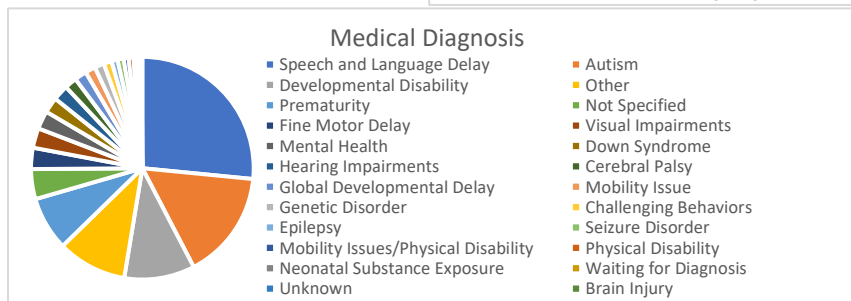 Medical Diagnosis
Speech and Language Delay Autism
Developmental Disability Other
Prematurity Not Specified
Fine Motor Delay Visual Impairments
Mental Health Down Syndrome
Hearing Impairments Cerebral Palsy
Global Developmental Delay Mobility Issue
Genetic Disorder Challenging Behaviors
Epilepsy Seizure Disorder
Mobility Issues/Physical Disability Physical Disability
Neonatal Substance Exposure Waiting for Diagnosis
Unknown Brain Injury